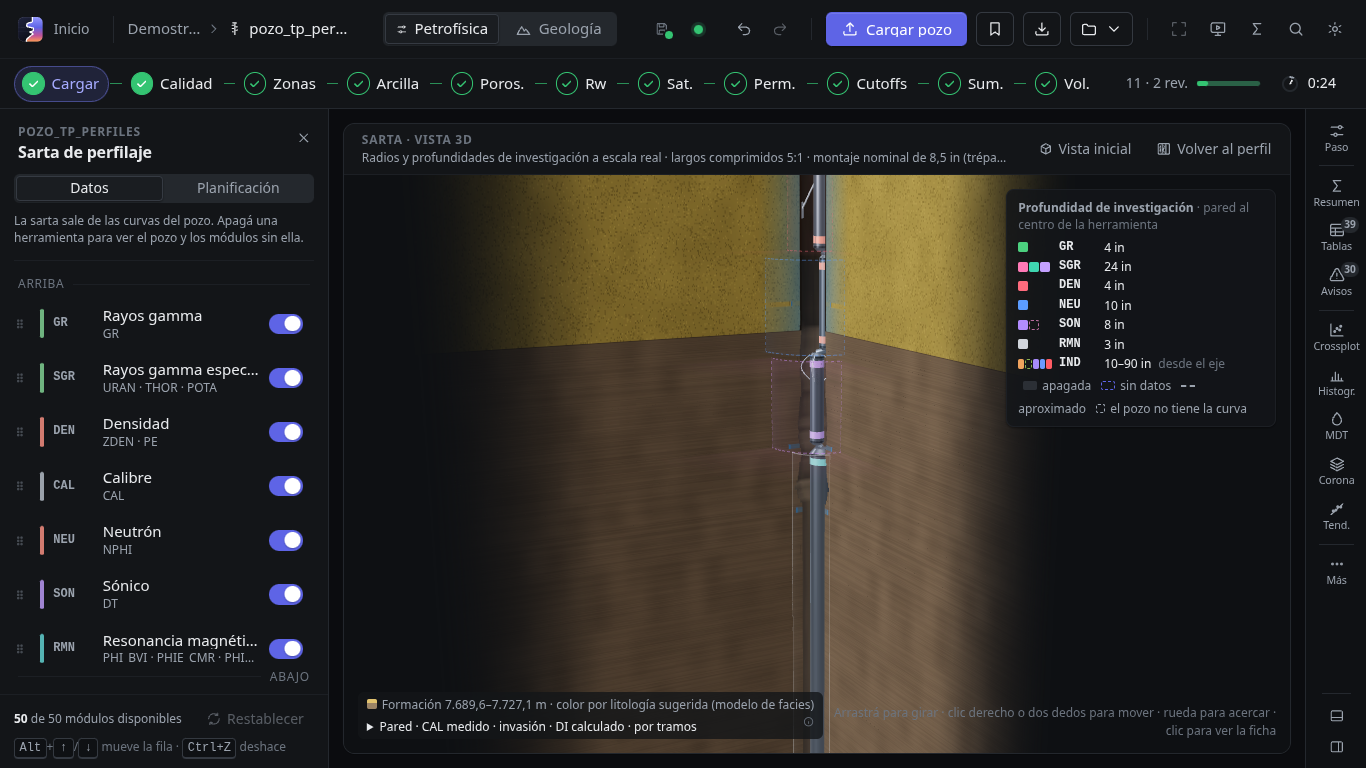 Inicio
Demostr...
pozo_tp_per...
Petrofísica
Geología
Cargar pozo
Cargar
Calidad
Zonas
Arcilla
Poros.
Rw
Sat.
Perm.
Cutoffs
Sum.
Vol.
11 · 2 rev.
0:24
POZO_TP_PERFILES
Sarta de perfilaje
Datos
Planificación
La sarta sale de las curvas del pozo. Apagá una
herramienta para ver el pozo y los módulos sin ella.
ARRIBA
GR
Rayos gamma
GR
SGR
Rayos gamma espec...
URAN · THOR · POTA
DEN
Densidad
ZDEN · PE
CAL
Calibre
CAL
NEU
Neutrón
NPHI
SON
Sónico
DT
RMN
Resonancia magnéti...
PHI_BVI · PHIE_CMR · PHI...
ABAJO
50 de 50 módulos disponibles
Restablecer
Alt + ↑ / ↓ mueve la fila · Ctrl+Z deshace
SARTA · VISTA 3D
Radios y profundidades de investigación a escala real · largos comprimidos 5:1 · montaje nominal de 8,5 in (trépa...
Vista inicial
Volver al perfil
Profundidad de investigación · pared al
centro de la herramienta
GR 4 in
SGR 24 in
DEN 4 in
NEU 10 in
SON 8 in
RMN 3 in
IND 10–90 in desde el eje
apagada sin datos
aproximado el pozo no tiene la curva
Formación 7.689,6–7.727,1 m · color por litología sugerida (modelo de facies)
Pared · CAL medido · invasión · DI calculado · por tramos
Arrastrá para girar · clic derecho o dos dedos para mover · rueda para acercar ·
clic para ver la ficha
Paso
Σ
Resumen
39
Tablas
30
Avisos
Crossplot
Histogr.
MDT
Corona
Tend.
Más